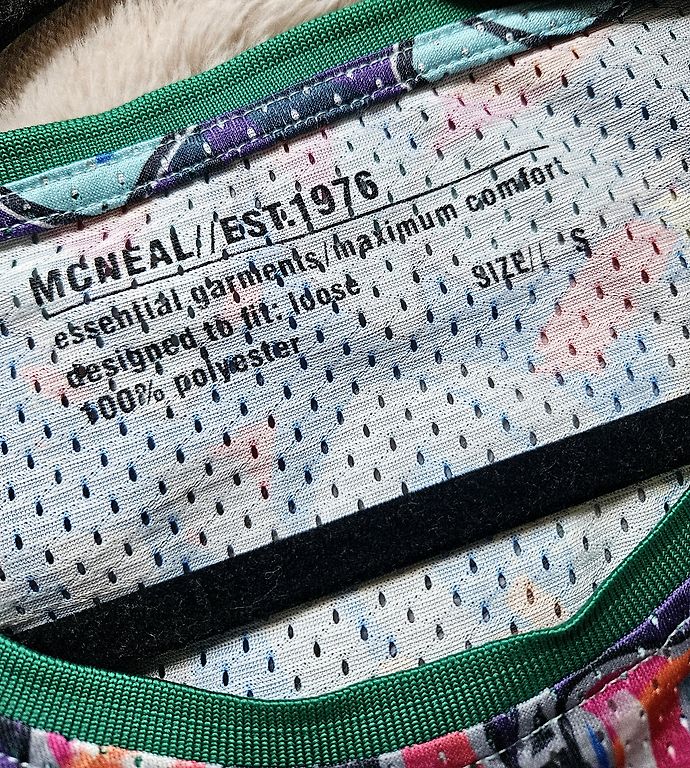 MCNEAL//EST.1976
essential garments/maximum comfort
designed to fit: loose
SIZE// S
100% polyester